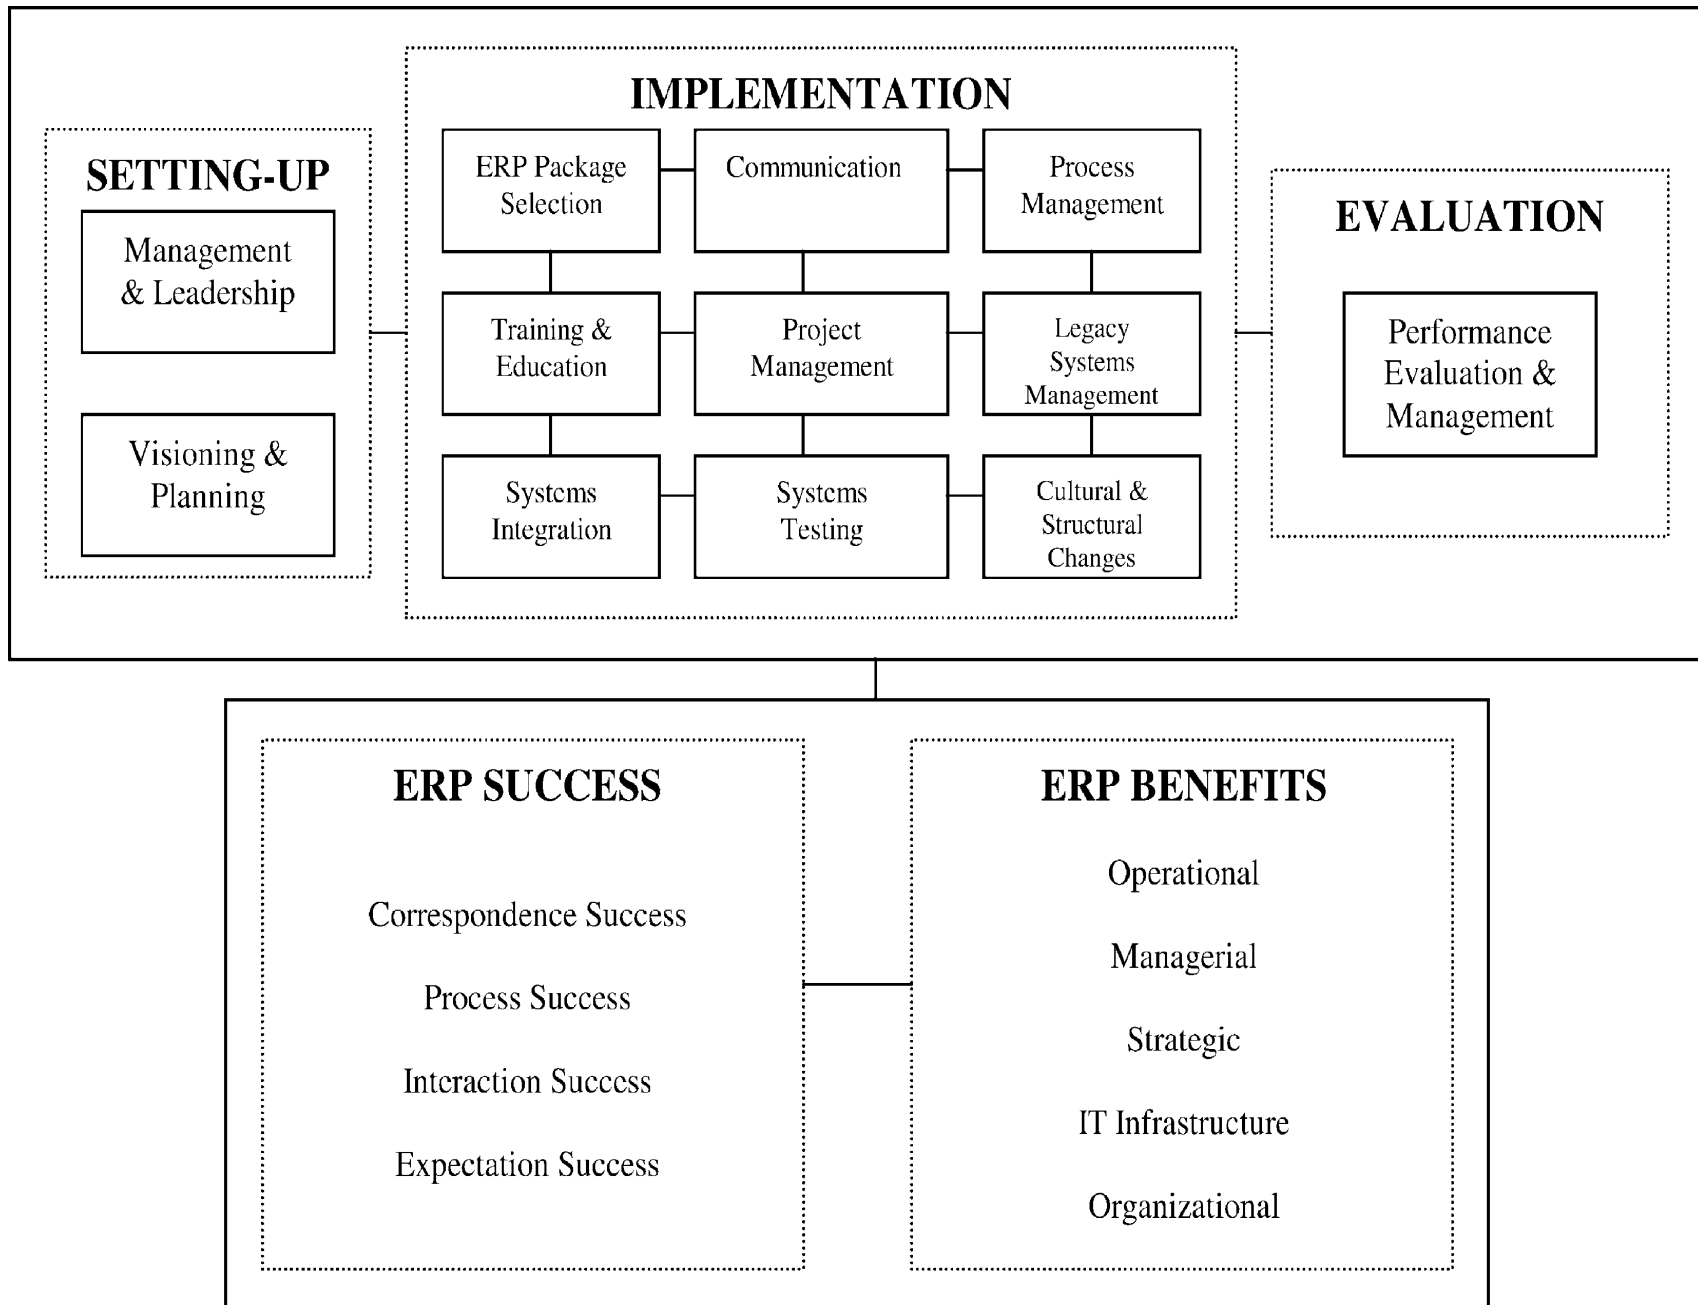 SETTING-UP
Management
& Leadership
Visioning &
Planning
IMPLEMENTATION
ERP Package
Selection
Communication
Process
Management
Training &
Education
Project
Management
Legacy
Systems
Management
Systems
Integration
Systems
Testing
Cultural &
Structural
Changes
EVALUATION
Performance
Evaluation &
Management
ERP SUCCESS
Correspondence Success
Process Success
Interaction Success
Expectation Success
ERP BENEFITS
Operational
Managerial
Strategic
IT Infrastructure
Organizational